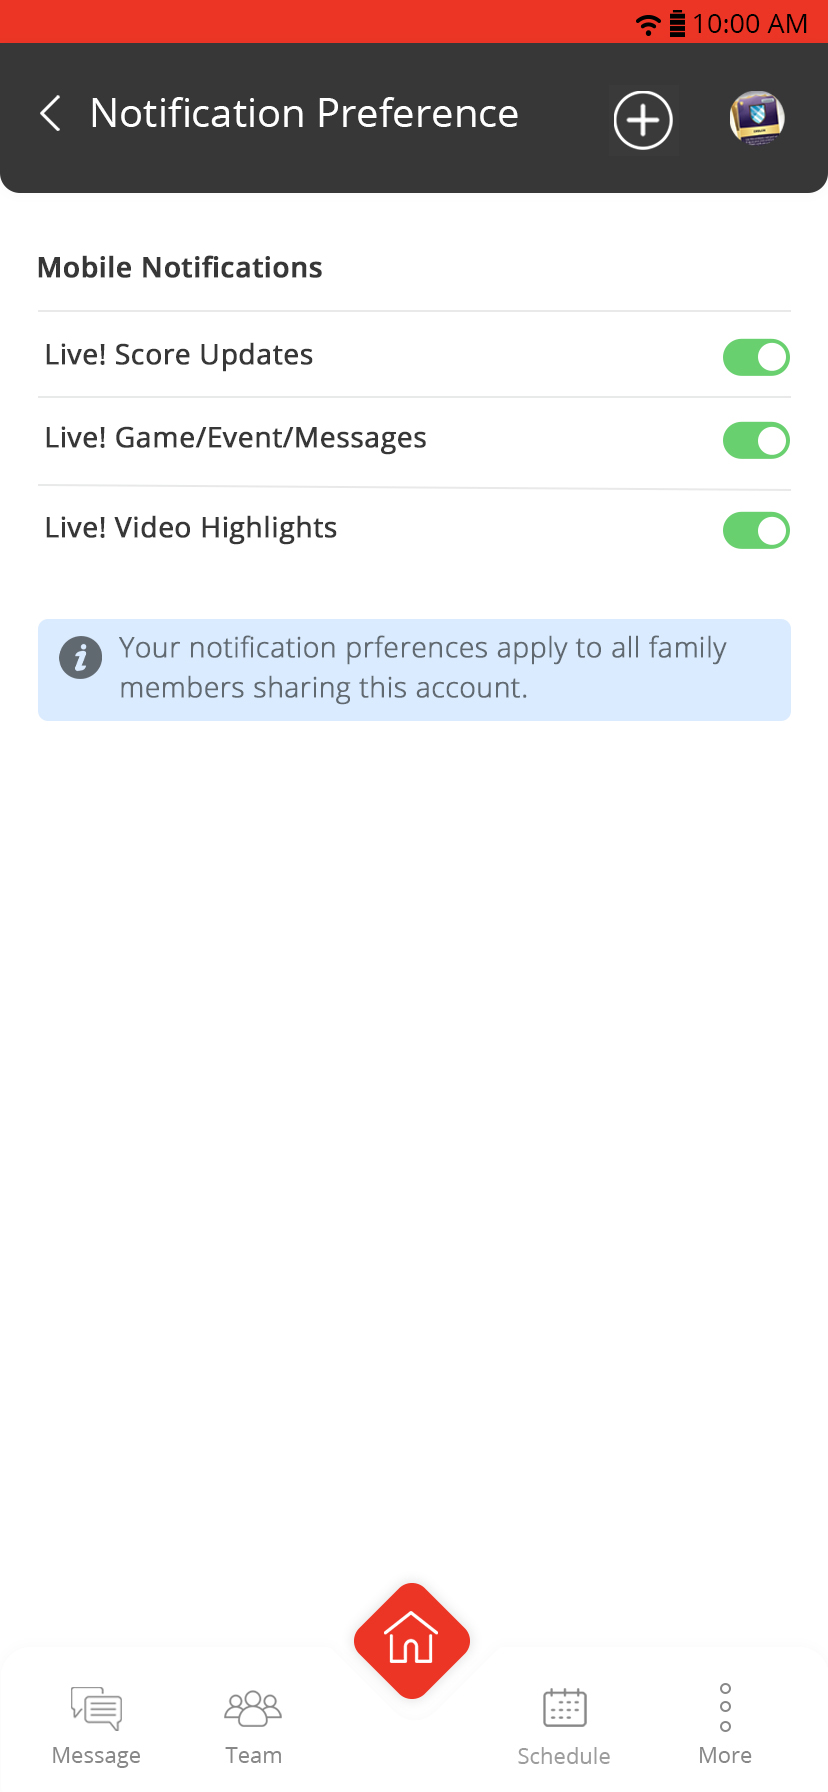 10:00 AM
Notification Preference
Mobile Notifications
Live! Score Updates
Live! Game/Event/Messages
Live! Video Highlights
Your notification prferences apply to all family
members sharing this account.
Message
Team
Schedule
More